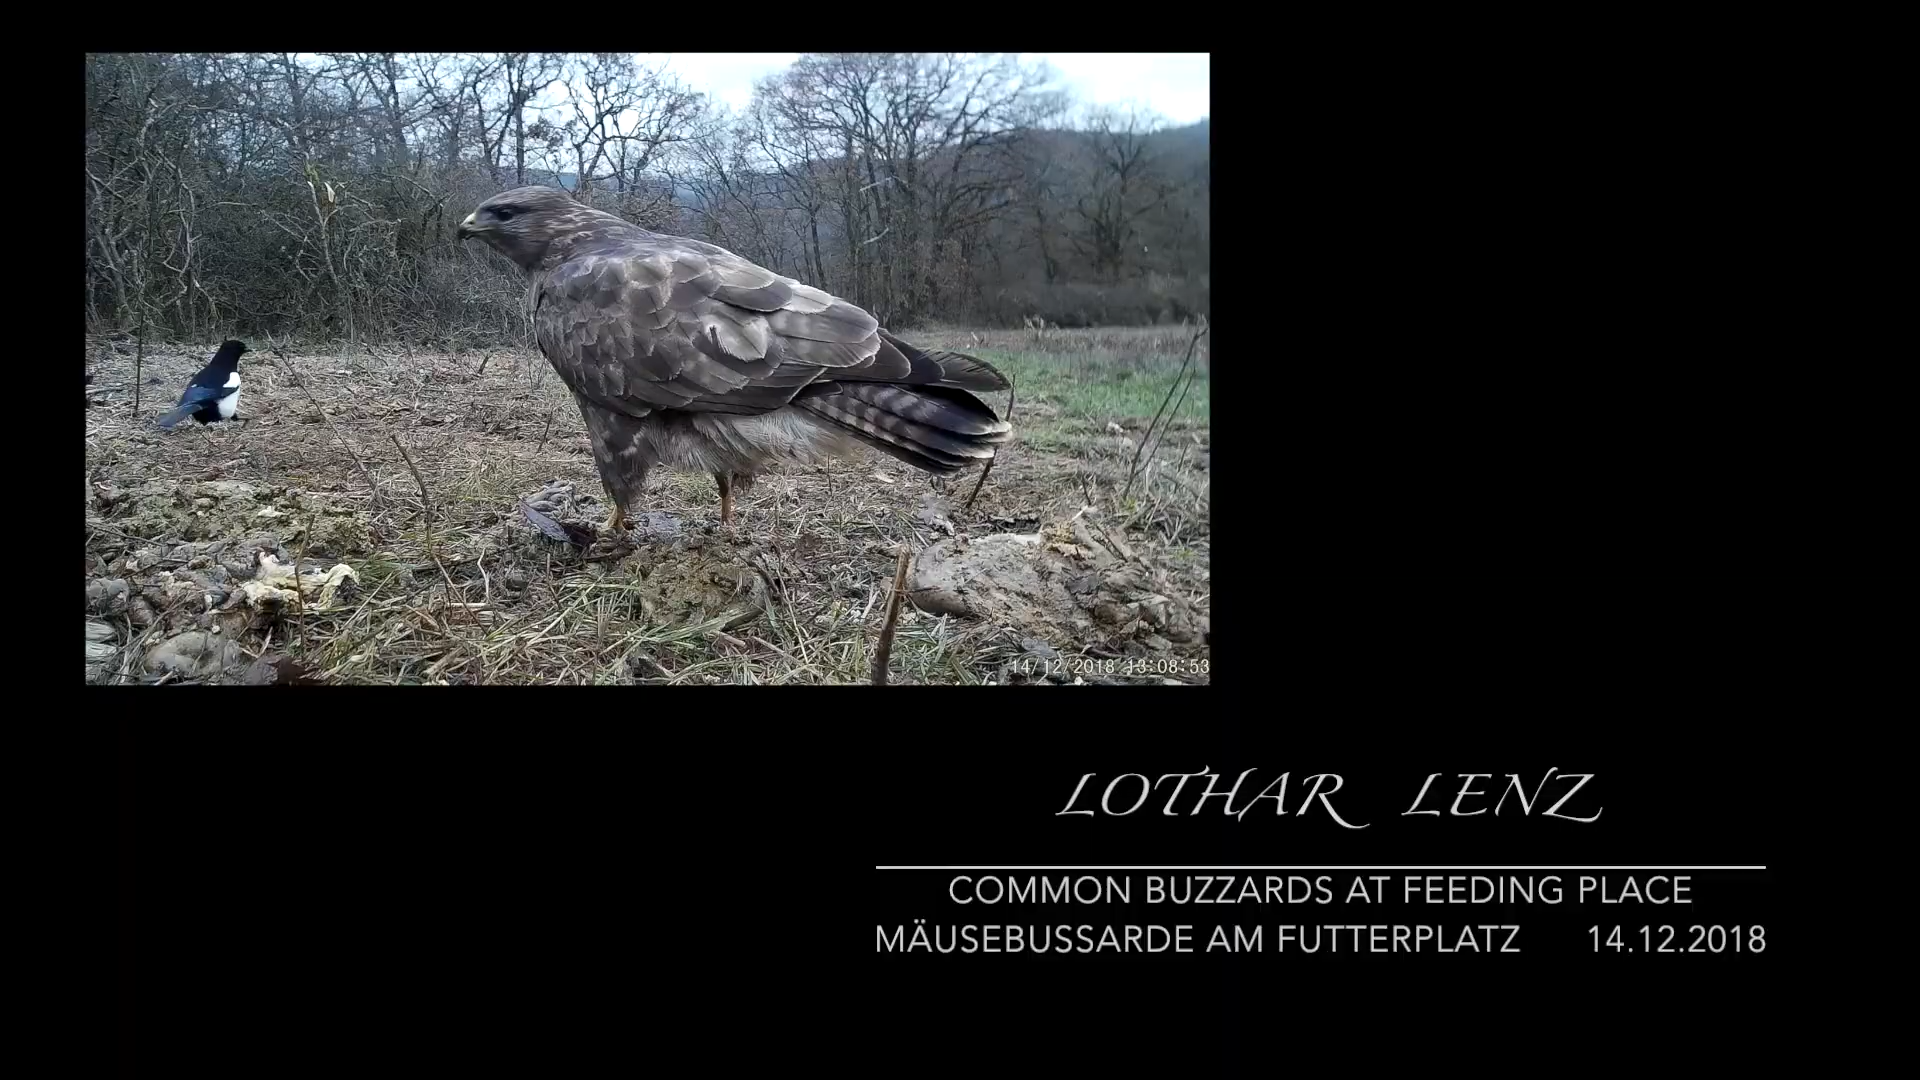 14/12/2018 13:08:53
LOTHAR LENZ
COMMON BUZZARDS AT FEEDING PLACE
MÄUSEBUSSARDE AM FUTTERPLATZ 14.12.2018